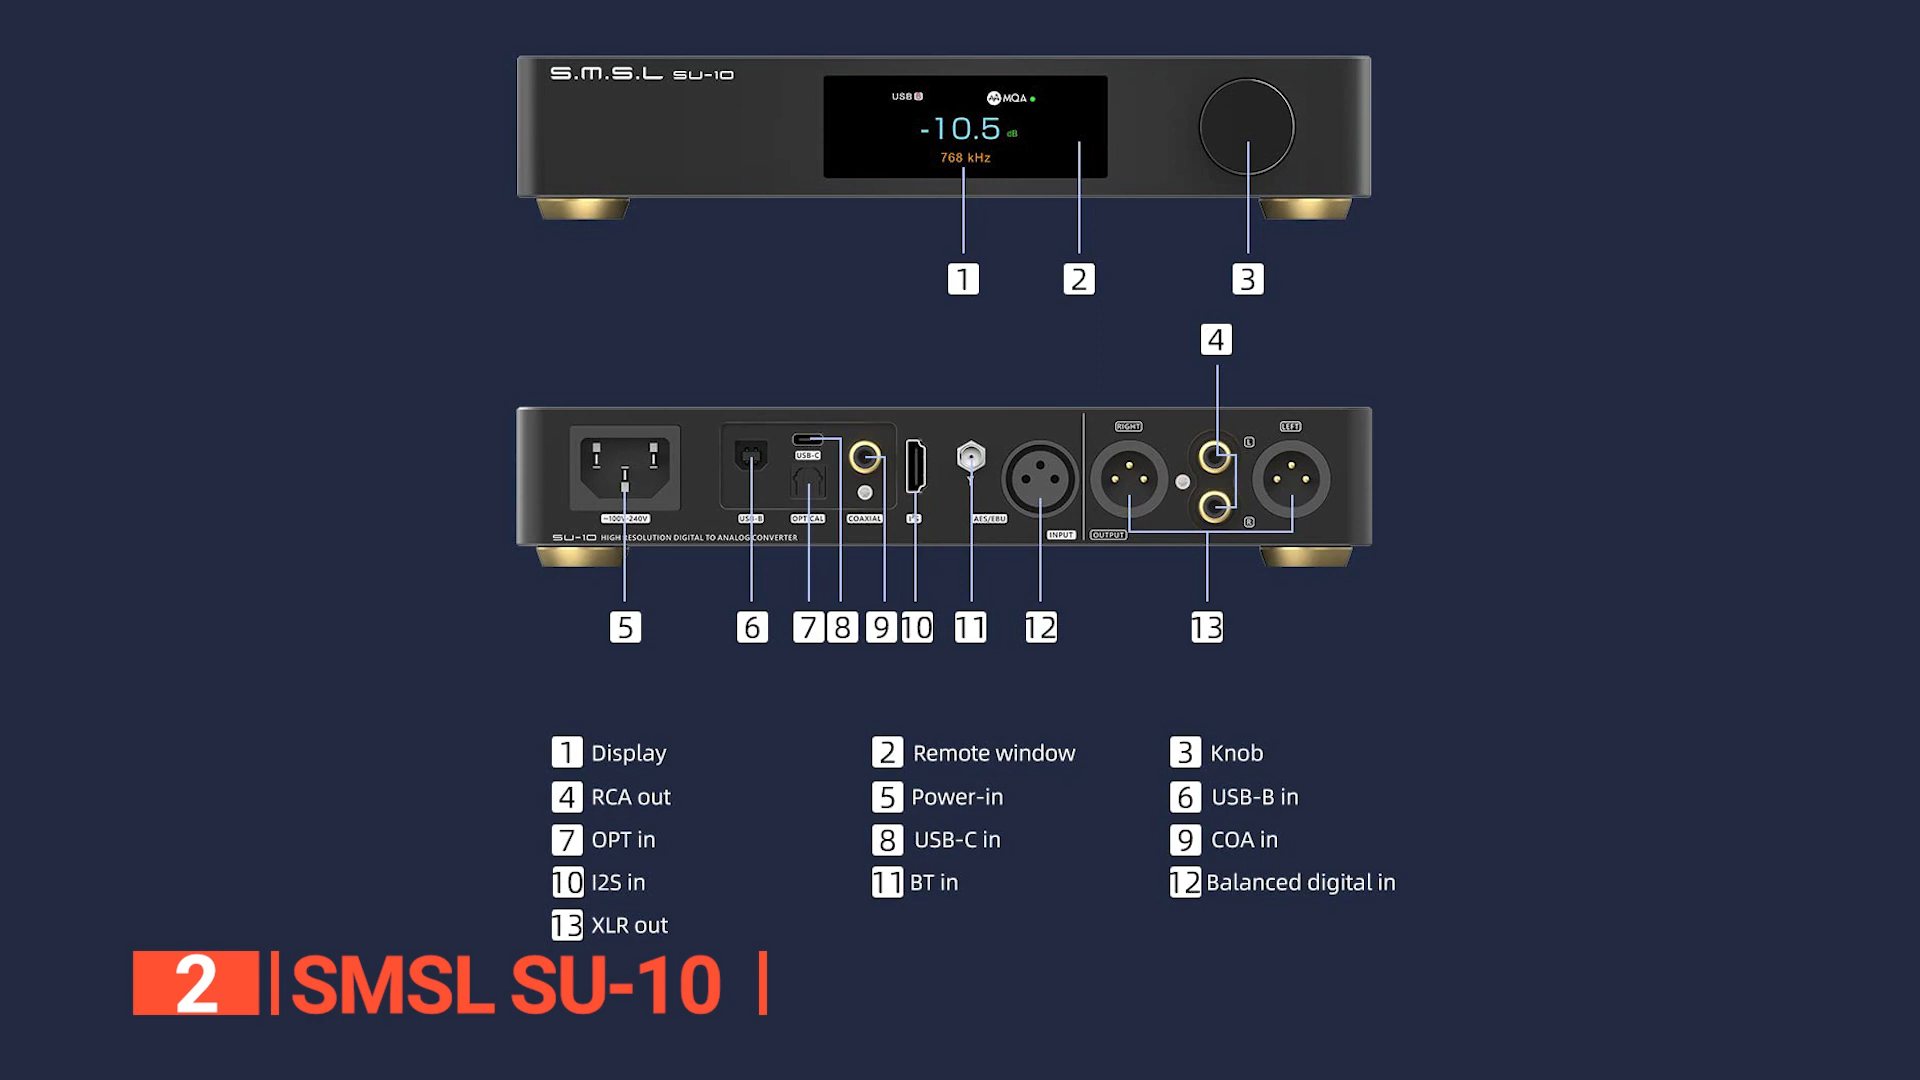 S.M.S.L SU-10
USB MQA
-10.5 dB
768 kHz
1 2 3
4
RIGHT L LEFT
USB-C
~100V-240V USB-B OPTICAL COAXIAL I²S AES/EBU R
SU-10 HIGH RESOLUTION DIGITAL TO ANALOG CONVERTER INPUT OUTPUT
5 6 7 8 9 10 11 12 13
1 Display 2 Remote window 3 Knob
4 RCA out 5 Power-in 6 USB-B in
7 OPT in 8 USB-C in 9 COA in
10 I2S in 11 BT in 12 Balanced digital in
13 XLR out
2 SMSL SU-10